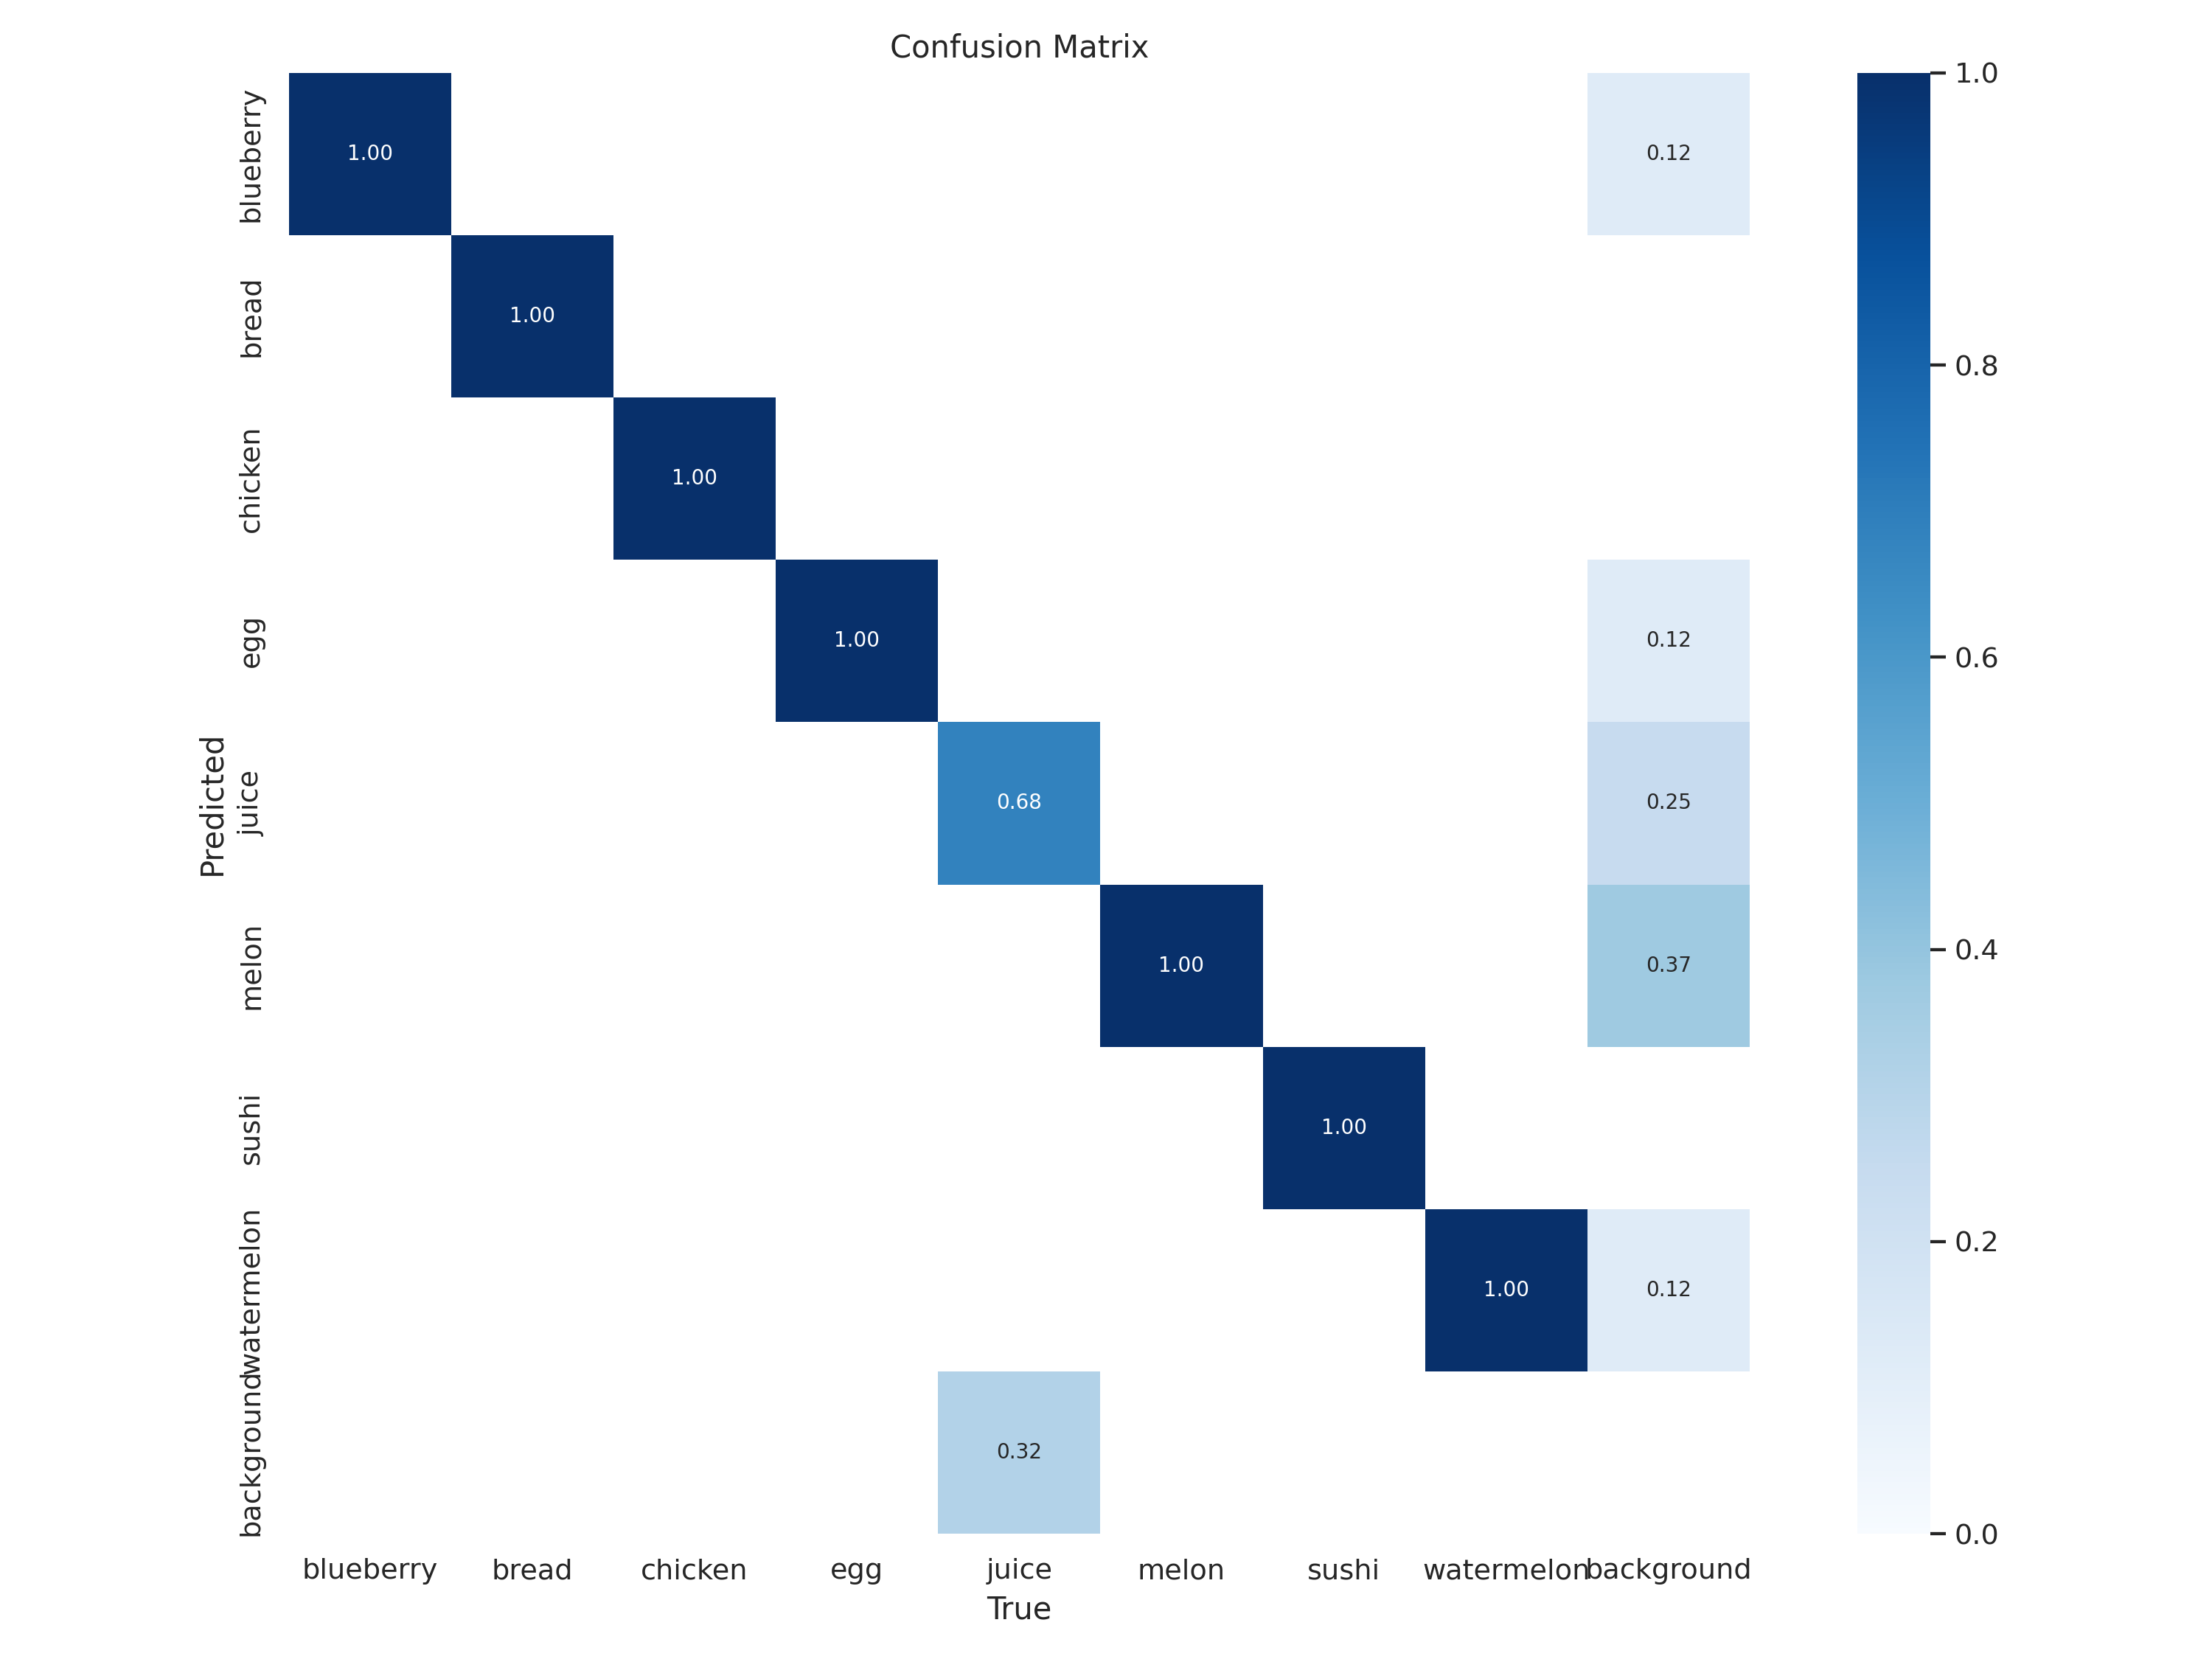 Confusion Matrix
blueberry 1.00 0.12 1.0
bread 1.00 0.8
chicken 1.00
egg 1.00 0.12 0.6
Predicted
juice 0.68 0.25
melon 1.00 0.37 0.4
sushi 1.00
watermelon 1.00 0.12 0.2
background 0.32 0.0
blueberry bread chicken egg juice melon sushi watermelon background
True